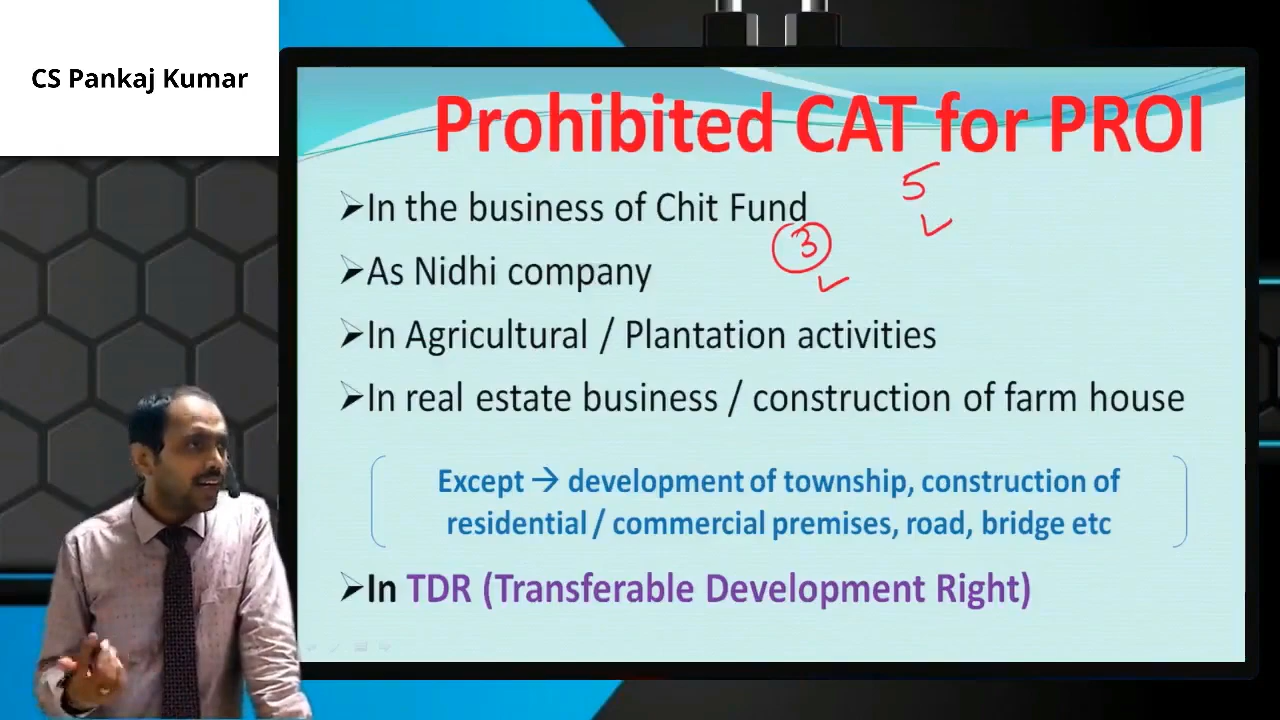 CS Pankaj Kumar
Prohibited CAT for PROI
5
➢In the business of Chit Fund
3
➢As Nidhi company
➢In Agricultural / Plantation activities
➢In real estate business / construction of farm house
Except → development of township, construction of
residential / commercial premises, road, bridge etc
➢In TDR (Transferable Development Right)